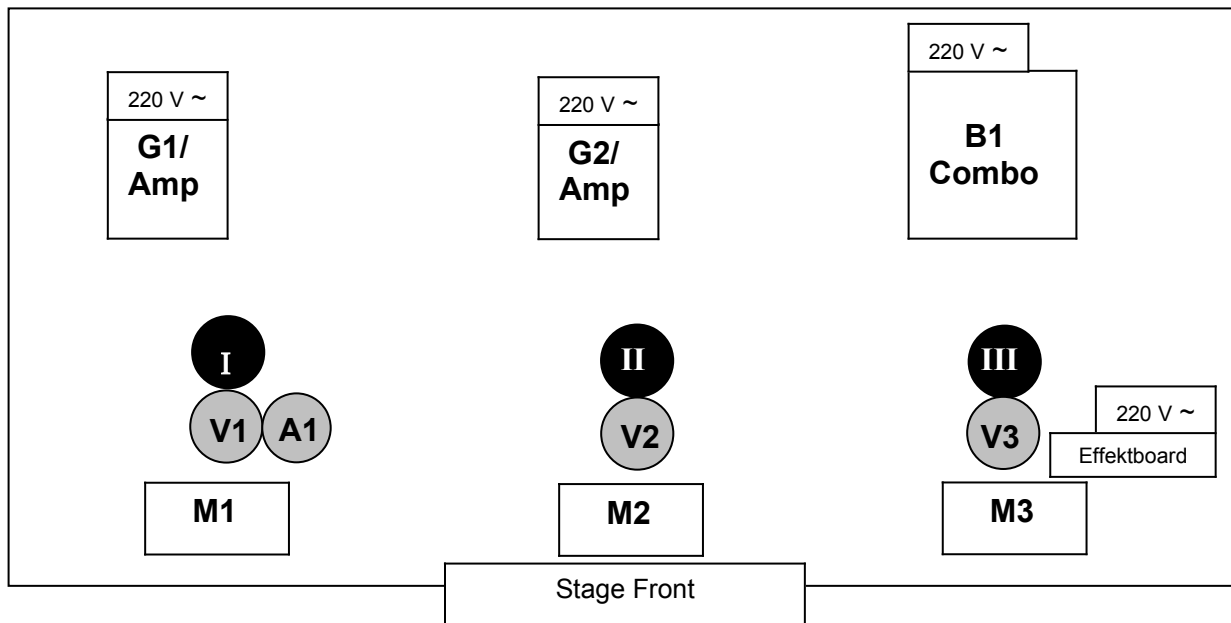 220 V ~
G1/
Amp
220 V ~
G2/
Amp
220 V ~
B1
Combo
I
II
III
V1
A1
V2
V3
220 V ~
Effektboard
M1
M2
M3
Stage Front